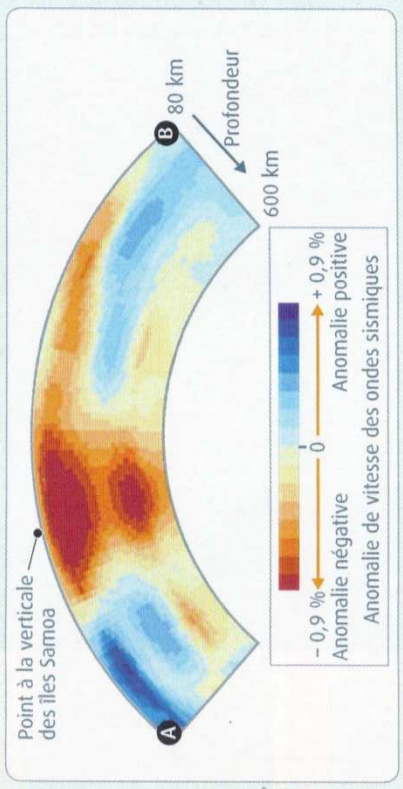 Point à la verticale
des îles Samoa
A
B
80 km
Profondeur
600 km
– 0,9 %
0
+ 0,9 %
Anomalie négative
Anomalie positive
Anomalie de vitesse des ondes sismiques